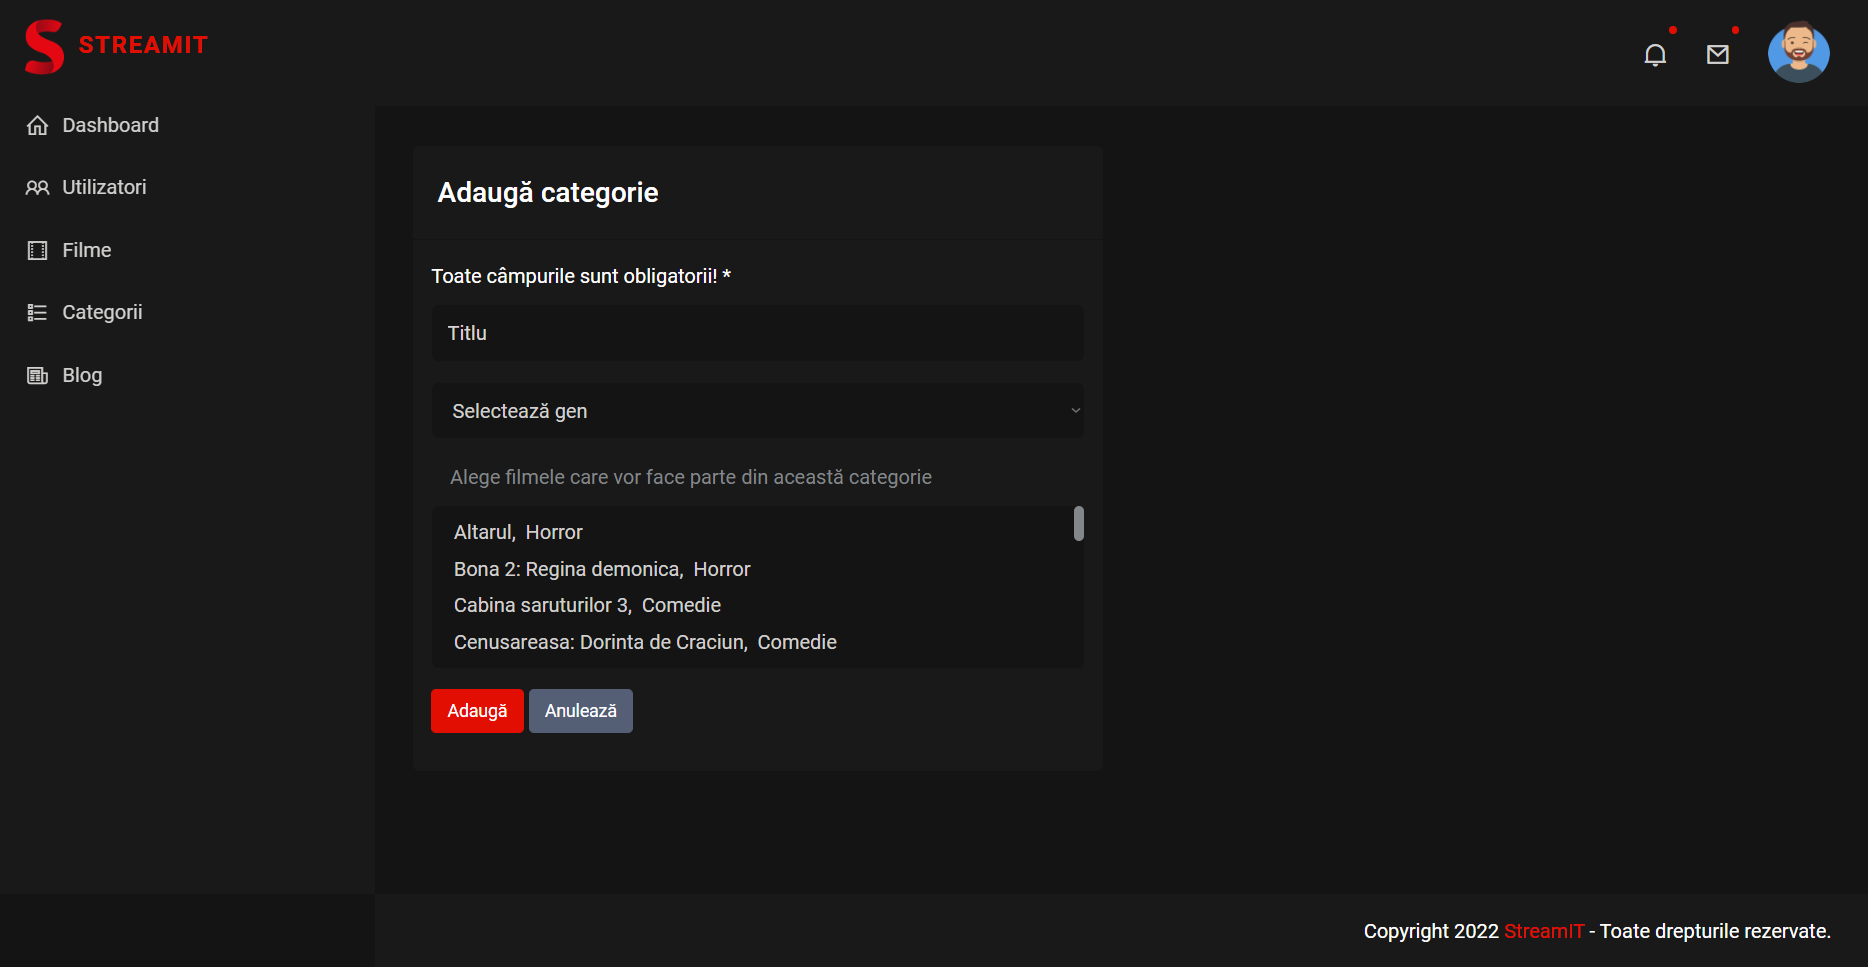 STREAMIT
Dashboard
Utilizatori
Filme
Categorii
Blog
Adaugă categorie
Toate câmpurile sunt obligatorii! *
Titlu
Selectează gen
Alege filmele care vor face parte din această categorie
Altarul, Horror
Bona 2: Regina demonica, Horror
Cabina saruturilor 3, Comedie
Cenusareasa: Dorinta de Craciun, Comedie
Adaugă Anulează
Copyright 2022 StreamIT - Toate drepturile rezervate.